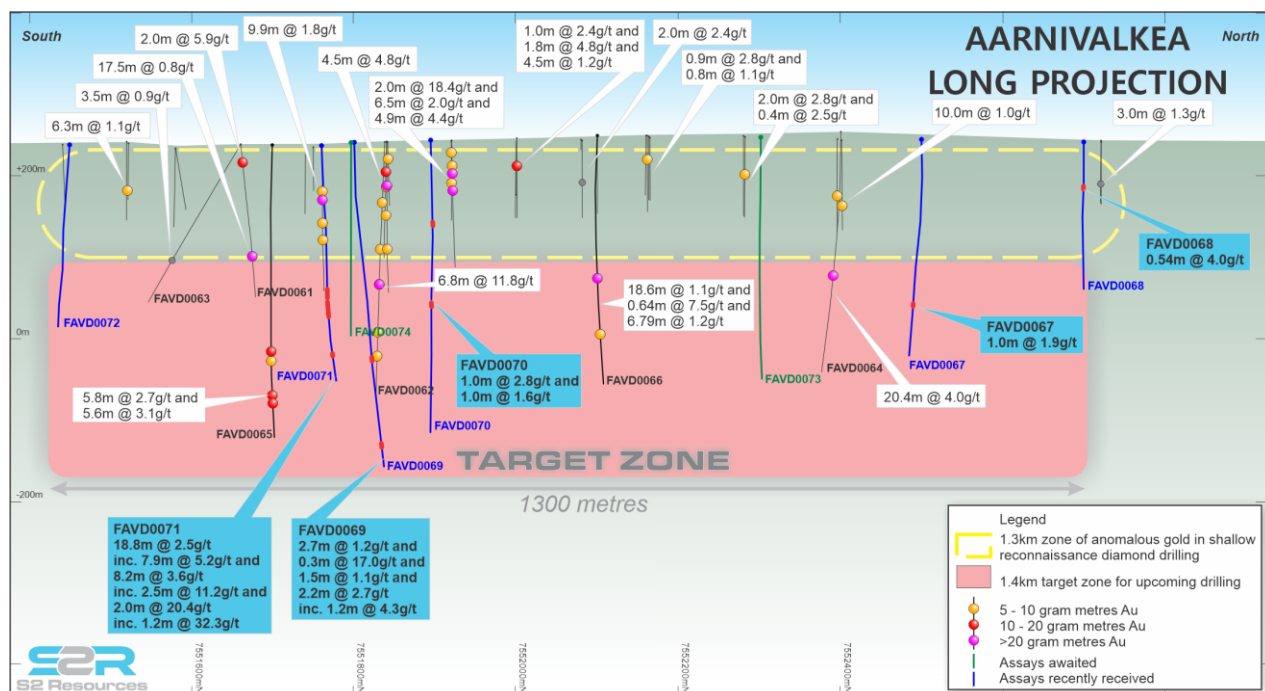 South
AARNIVALKEA
LONG PROJECTION
North
2.0m @ 5.9g/t
9.9m @ 1.8g/t
17.5m @ 0.8g/t
3.5m @ 0.9g/t
6.3m @ 1.1g/t
4.5m @ 4.8g/t
2.0m @ 18.4g/t and
6.5m @ 2.0g/t and
4.9m @ 4.4g/t
1.0m @ 2.4g/t and
1.8m @ 4.8g/t and
4.5m @ 1.2g/t
2.0m @ 2.4g/t
0.9m @ 2.8g/t and
0.8m @ 1.1g/t
2.0m @ 2.8g/t and
0.4m @ 2.5g/t
10.0m @ 1.0g/t
3.0m @ 1.3g/t
+200m
0m
-200m
FAVD0068
0.54m @ 4.0g/t
FAVD0063
FAVD0061
FAVD0072
FAVD0074
FAVD0071
FAVD0062
FAVD0065
FAVD0069
FAVD0070
FAVD0066
FAVD0073
FAVD0064
FAVD0067
FAVD0068
6.8m @ 11.8g/t
18.6m @ 1.1g/t and
0.64m @ 7.5g/t and
6.79m @ 1.2g/t
FAVD0067
1.0m @ 1.9g/t
FAVD0070
1.0m @ 2.8g/t and
1.0m @ 1.6g/t
20.4m @ 4.0g/t
5.8m @ 2.7g/t and
5.6m @ 3.1g/t
TARGET ZONE
1300 metres
FAVD0071
18.8m @ 2.5g/t
inc. 7.9m @ 5.2g/t and
8.2m @ 3.6g/t
inc. 2.5m @ 11.2g/t and
2.0m @ 20.4g/t
inc. 1.2m @ 32.3g/t
FAVD0069
2.7m @ 1.2g/t and
0.3m @ 17.0g/t and
1.5m @ 1.1g/t and
2.2m @ 2.7g/t
inc. 1.2m @ 4.3g/t
Legend
1.3km zone of anomalous gold in shallow
reconnaissance diamond drilling
1.4km target zone for upcoming drilling
5 - 10 gram metres Au
10 - 20 gram metres Au
>20 gram metres Au
Assays awaited
Assays recently received
7551600mN
7551800mN
7552000mN
7552200mN
7552400mN
S2R
S2 Resources